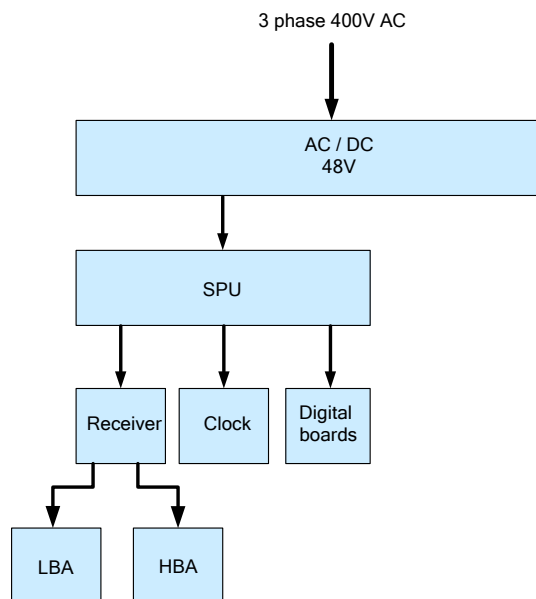 3 phase 400V AC
AC / DC
48V
SPU
Receiver
Clock
Digital
boards
LBA
HBA